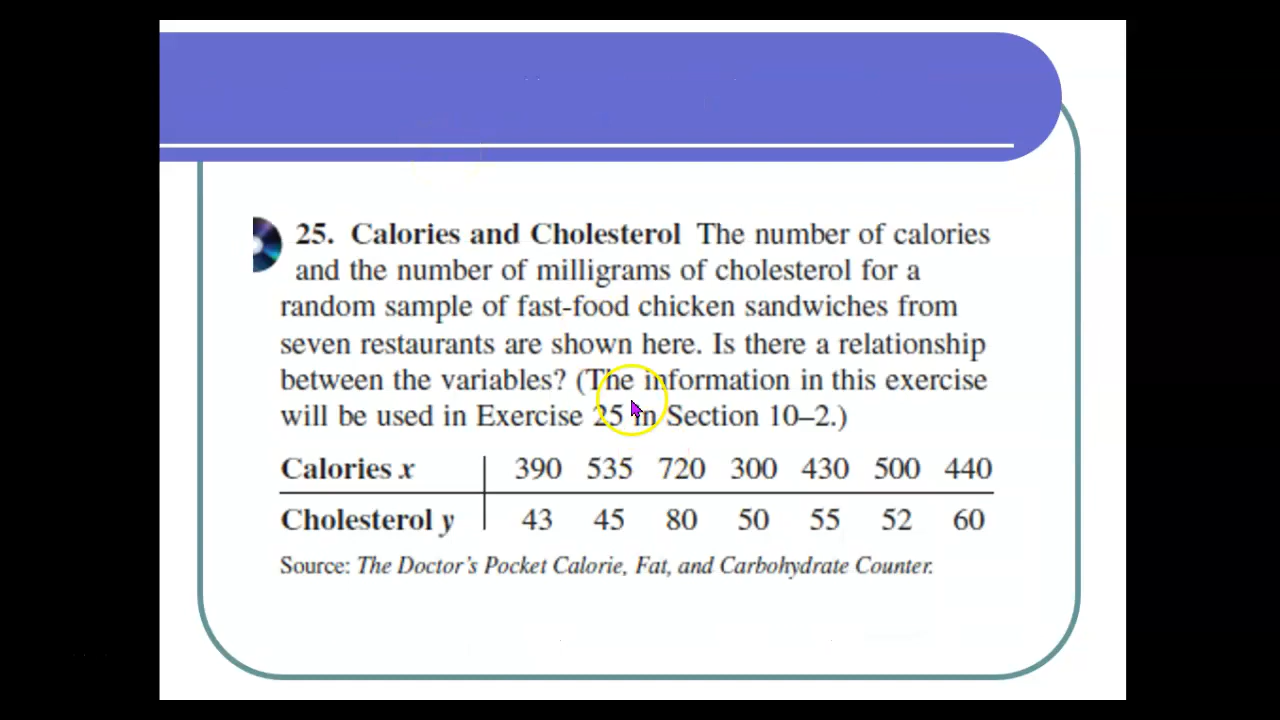 25. Calories and Cholesterol The number of calories
and the number of milligrams of cholesterol for a
random sample of fast-food chicken sandwiches from
seven restaurants are shown here. Is there a relationship
between the variables? (The information in this exercise
will be used in Exercise 25 in Section 10–2.)
Calories x 390 535 720 300 430 500 440
Cholesterol y 43 45 80 50 55 52 60
Source: The Doctor's Pocket Calorie, Fat, and Carbohydrate Counter.